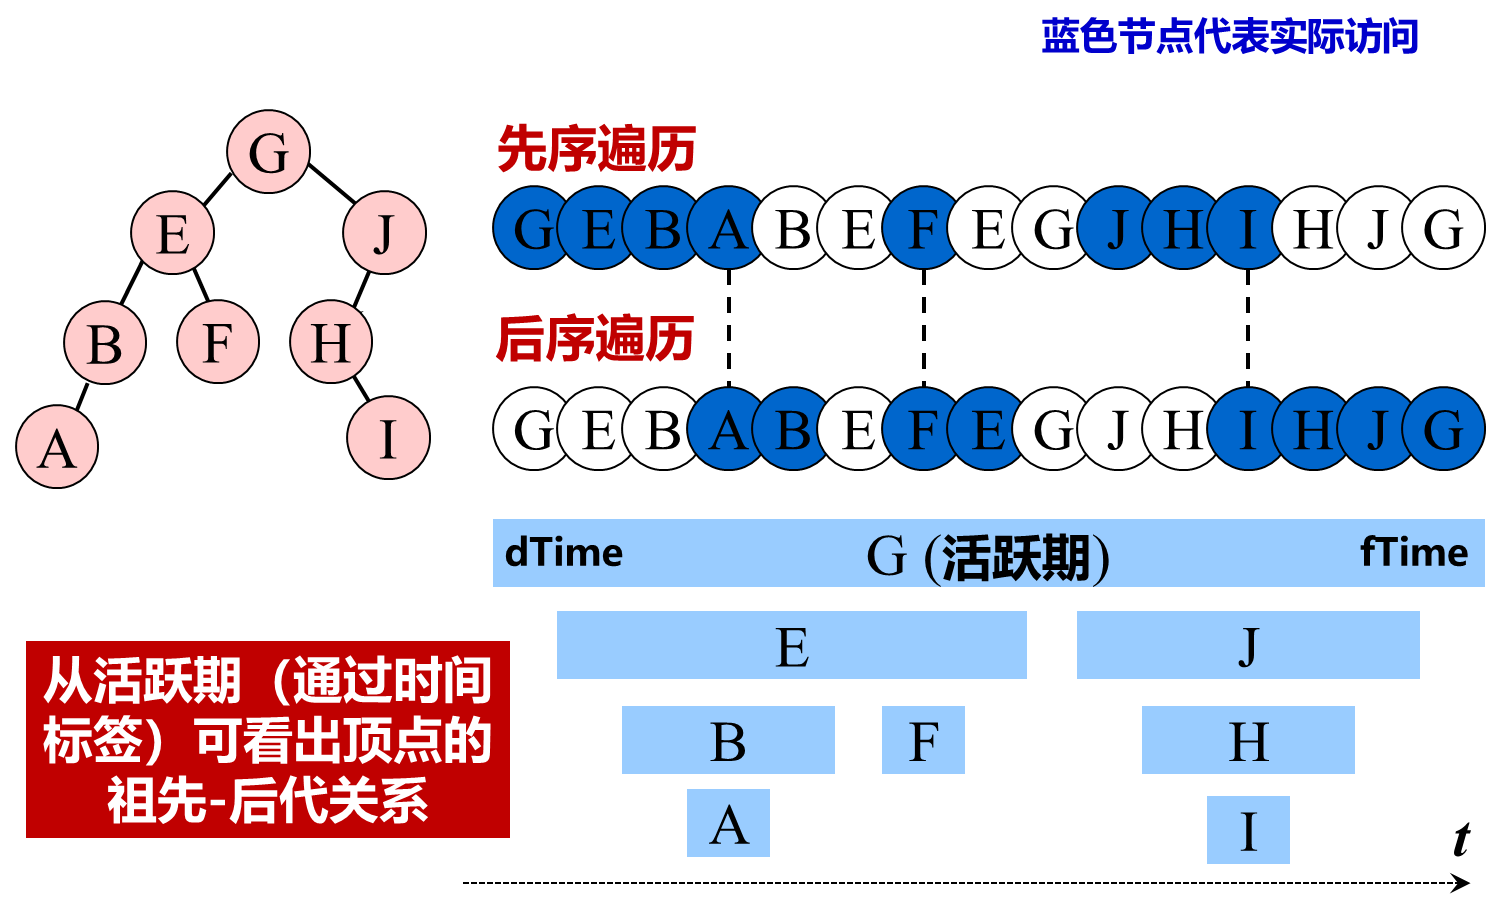 蓝色节点代表实际访问
G
E
J
B
F
H
A
I
先序遍历
G E B A B E F E G J H I H J G
后序遍历
G E B A B E F E G J H I H J G
dTime G (活跃期) fTime
E J
B F H
A I
t
从活跃期（通过时间
标签）可看出顶点的
祖先-后代关系